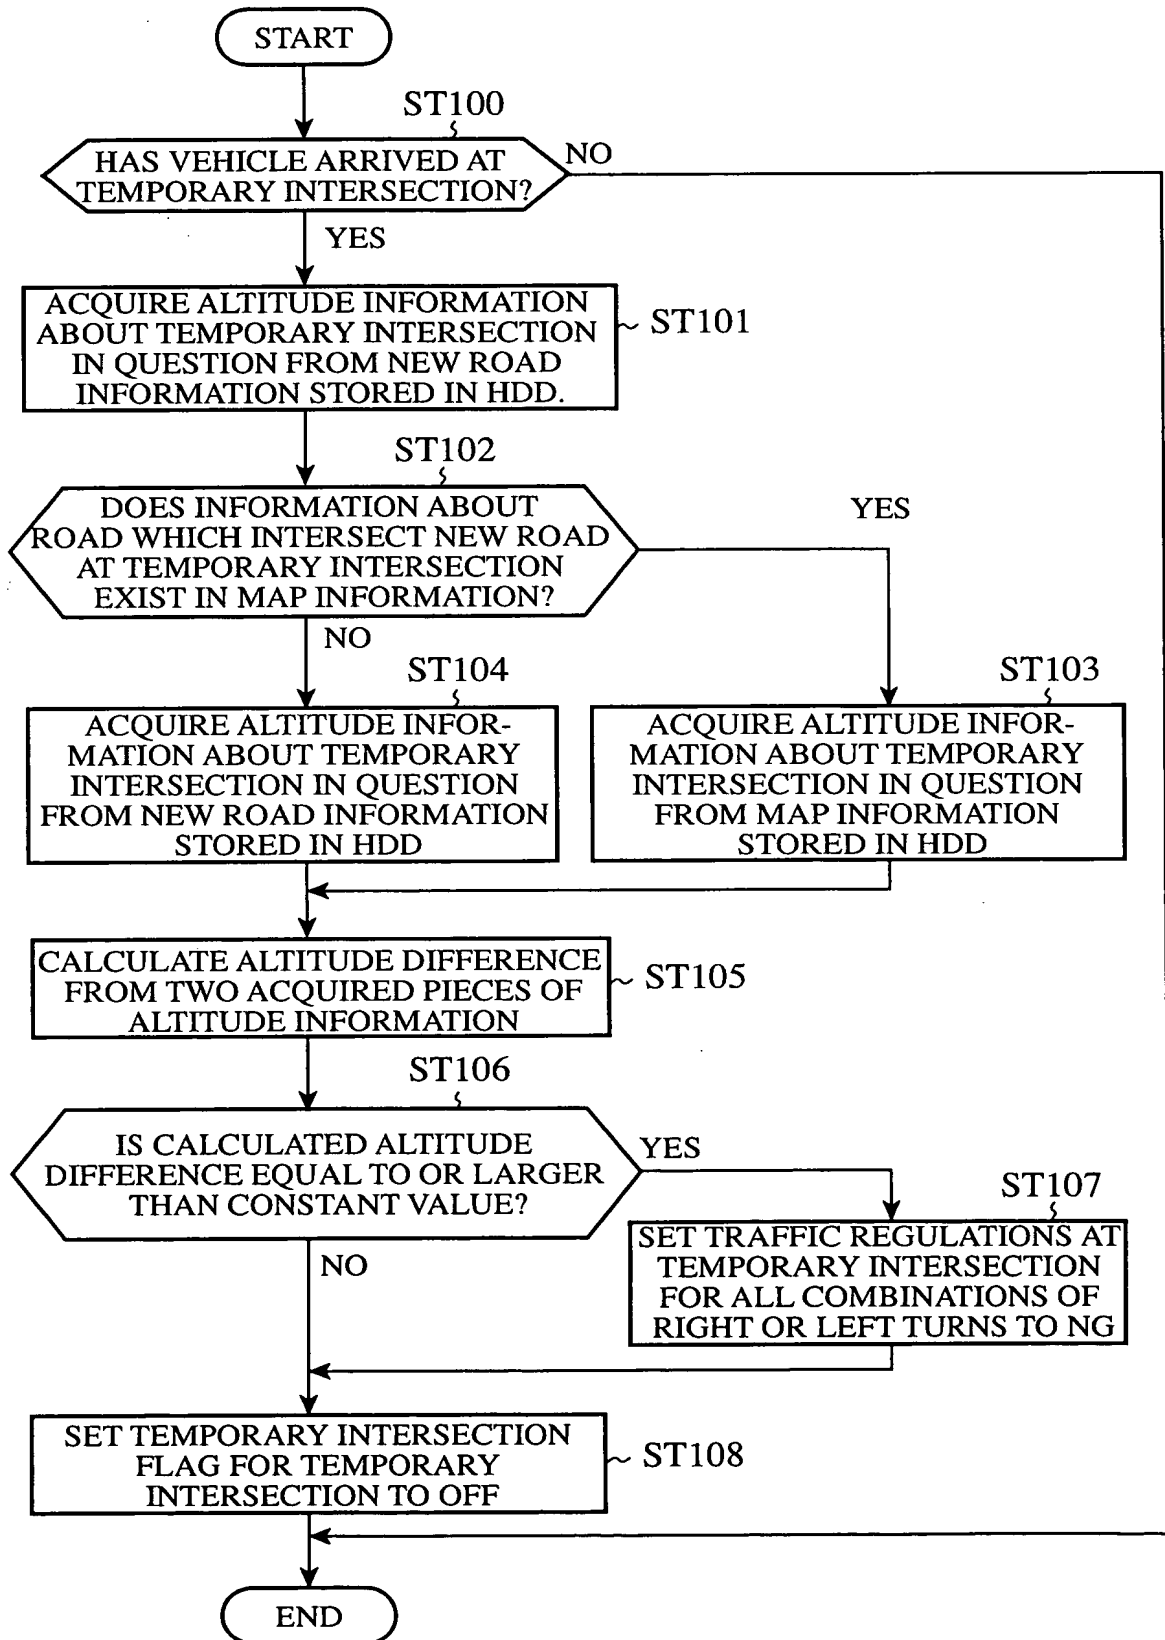 START
ST100
HAS VEHICLE ARRIVED AT
TEMPORARY INTERSECTION?
NO
YES
ACQUIRE ALTITUDE INFORMATION
ABOUT TEMPORARY INTERSECTION
IN QUESTION FROM NEW ROAD
INFORMATION STORED IN HDD.
ST101
ST102
DOES INFORMATION ABOUT
ROAD WHICH INTERSECT NEW ROAD
AT TEMPORARY INTERSECTION
EXIST IN MAP INFORMATION?
YES
NO
ST104
ACQUIRE ALTITUDE INFOR-
MATION ABOUT TEMPORARY
INTERSECTION IN QUESTION
FROM NEW ROAD INFORMATION
STORED IN HDD
ST103
ACQUIRE ALTITUDE INFOR-
MATION ABOUT TEMPORARY
INTERSECTION IN QUESTION
FROM MAP INFORMATION
STORED IN HDD
CALCULATE ALTITUDE DIFFERENCE
FROM TWO ACQUIRED PIECES OF
ALTITUDE INFORMATION
ST105
ST106
IS CALCULATED ALTITUDE
DIFFERENCE EQUAL TO OR LARGER
THAN CONSTANT VALUE?
YES
NO
ST107
SET TRAFFIC REGULATIONS AT
TEMPORARY INTERSECTION
FOR ALL COMBINATIONS OF
RIGHT OR LEFT TURNS TO NG
SET TEMPORARY INTERSECTION
FLAG FOR TEMPORARY
INTERSECTION TO OFF
ST108
END